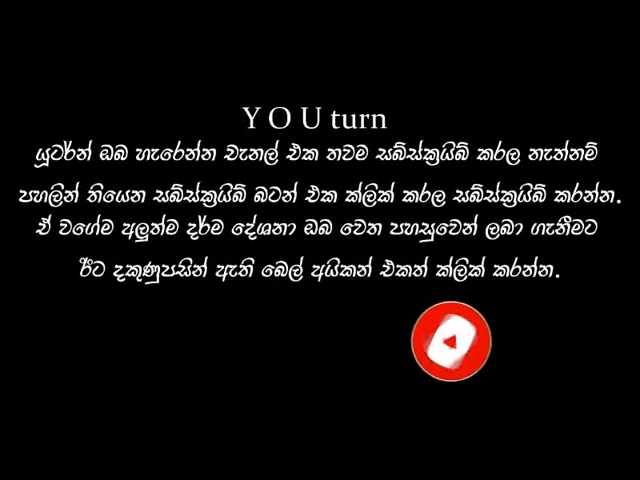 Y O U turn
යූටර්න් ඔබ හැරෙන්න චැනල් එක තවම සබ්ස්ක්‍රයිබ් කරල නැත්නම්
පහලින් තියෙන සබ්ස්ක්‍රයිබ් බටන් එක ක්ලික් කරල සබ්ස්ක්‍රයිබ් කරන්න.
ඒ වගේම අලුත්ම දර්ම දේශනා ඔබ වෙත පහසුවෙන් ලබා ගැනීමට
ඊට දකුණුපසින් ඇති බෙල් අයිකන් එකත් ක්ලික් කරන්න.